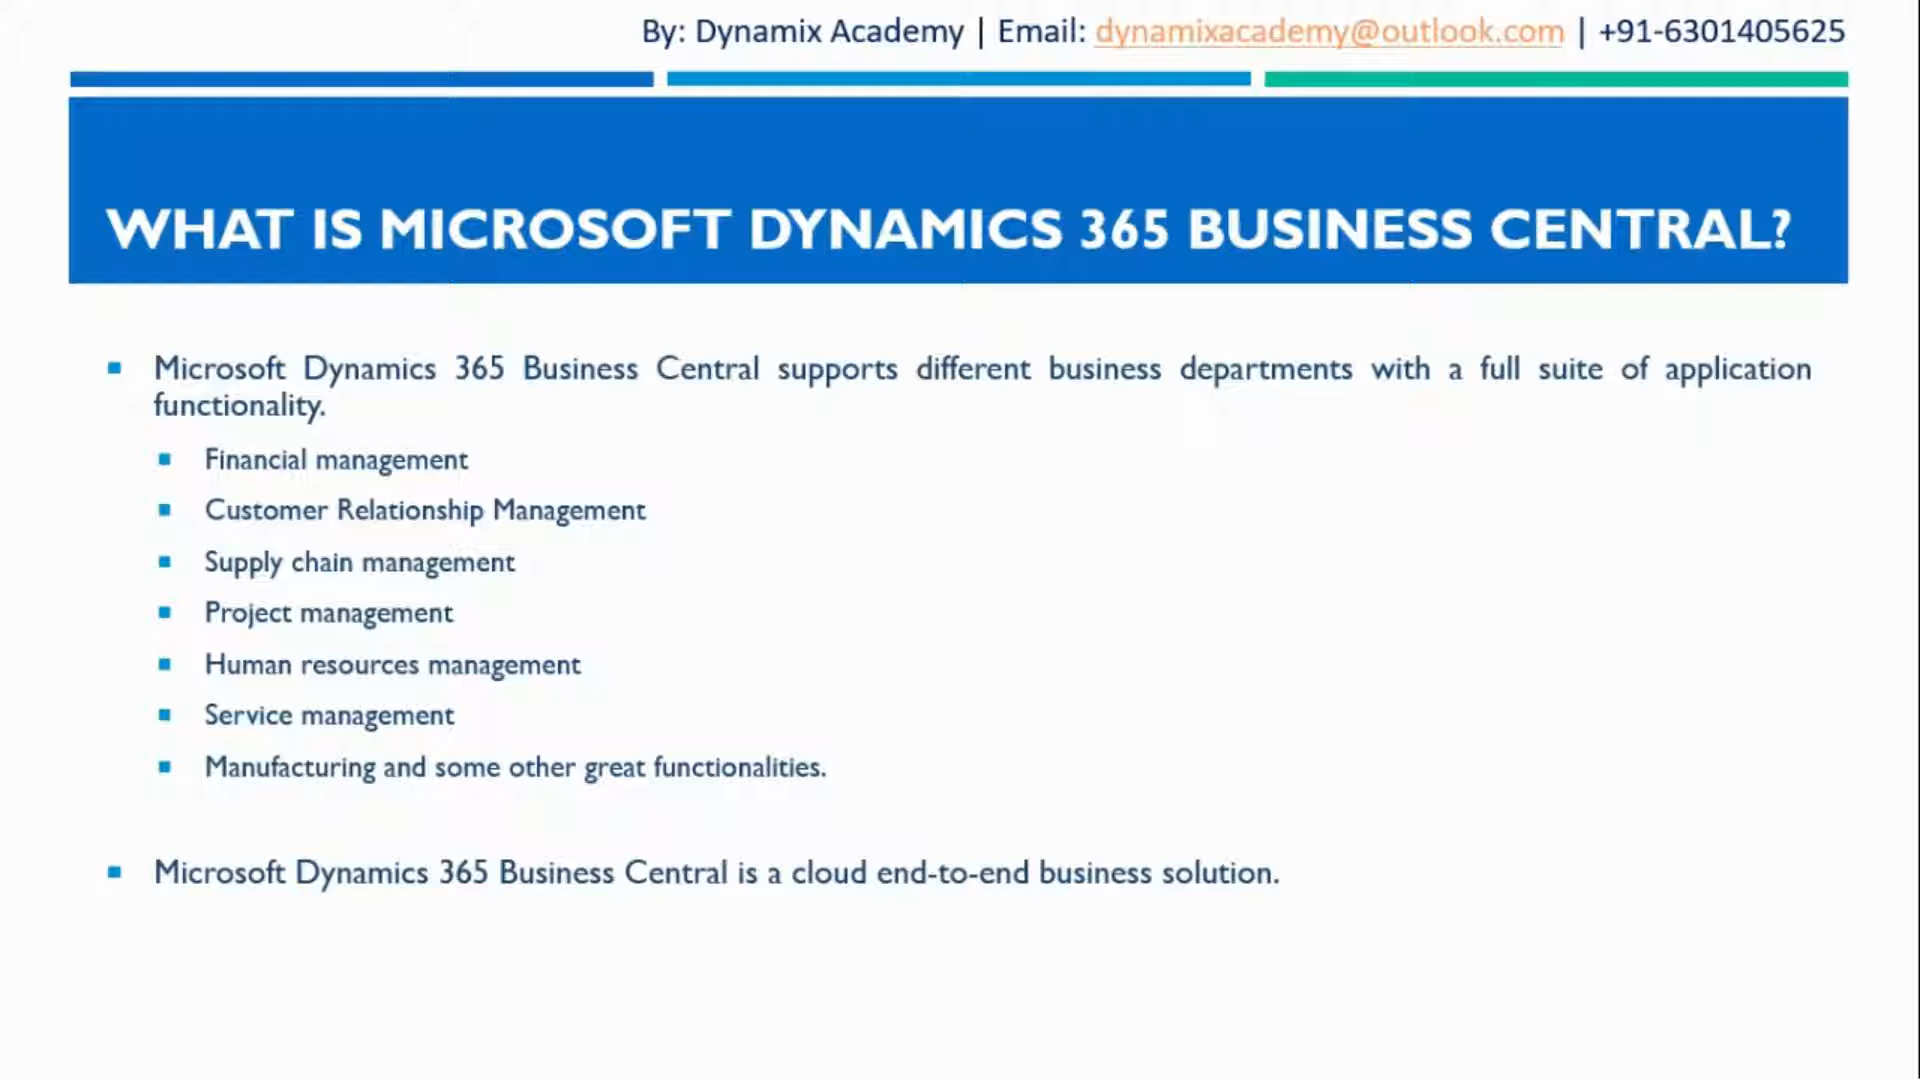 By: Dynamix Academy | Email: dynamixacademy@outlook.com | +91-6301405625
WHAT IS MICROSOFT DYNAMICS 365 BUSINESS CENTRAL?
Microsoft Dynamics 365 Business Central supports different business departments with a full suite of application
functionality.
Financial management
Customer Relationship Management
Supply chain management
Project management
Human resources management
Service management
Manufacturing and some other great functionalities.
Microsoft Dynamics 365 Business Central is a cloud end-to-end business solution.